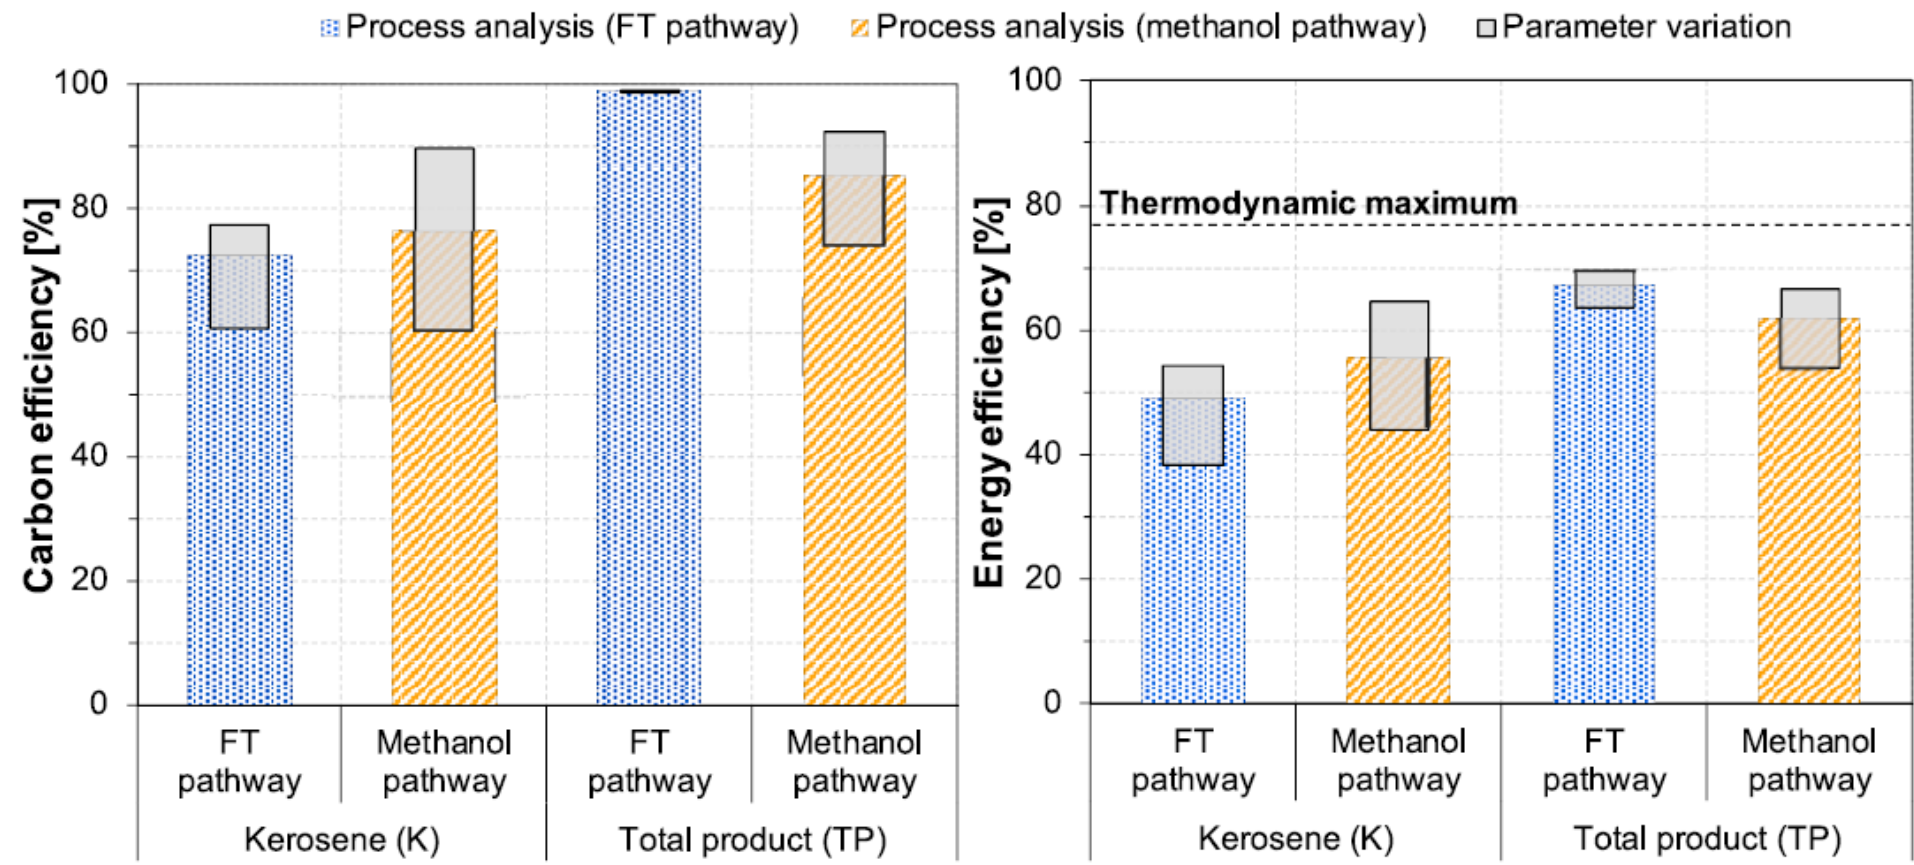 Process analysis (FT pathway) Process analysis (methanol pathway) Parameter variation
Carbon efficiency [%]
100
80
60
40
20
0
FT pathway
Methanol pathway
FT pathway
Methanol pathway
Kerosene (K)
Total product (TP)
Energy efficiency [%]
100
80
60
40
20
0
Thermodynamic maximum
FT pathway
Methanol pathway
FT pathway
Methanol pathway
Kerosene (K)
Total product (TP)